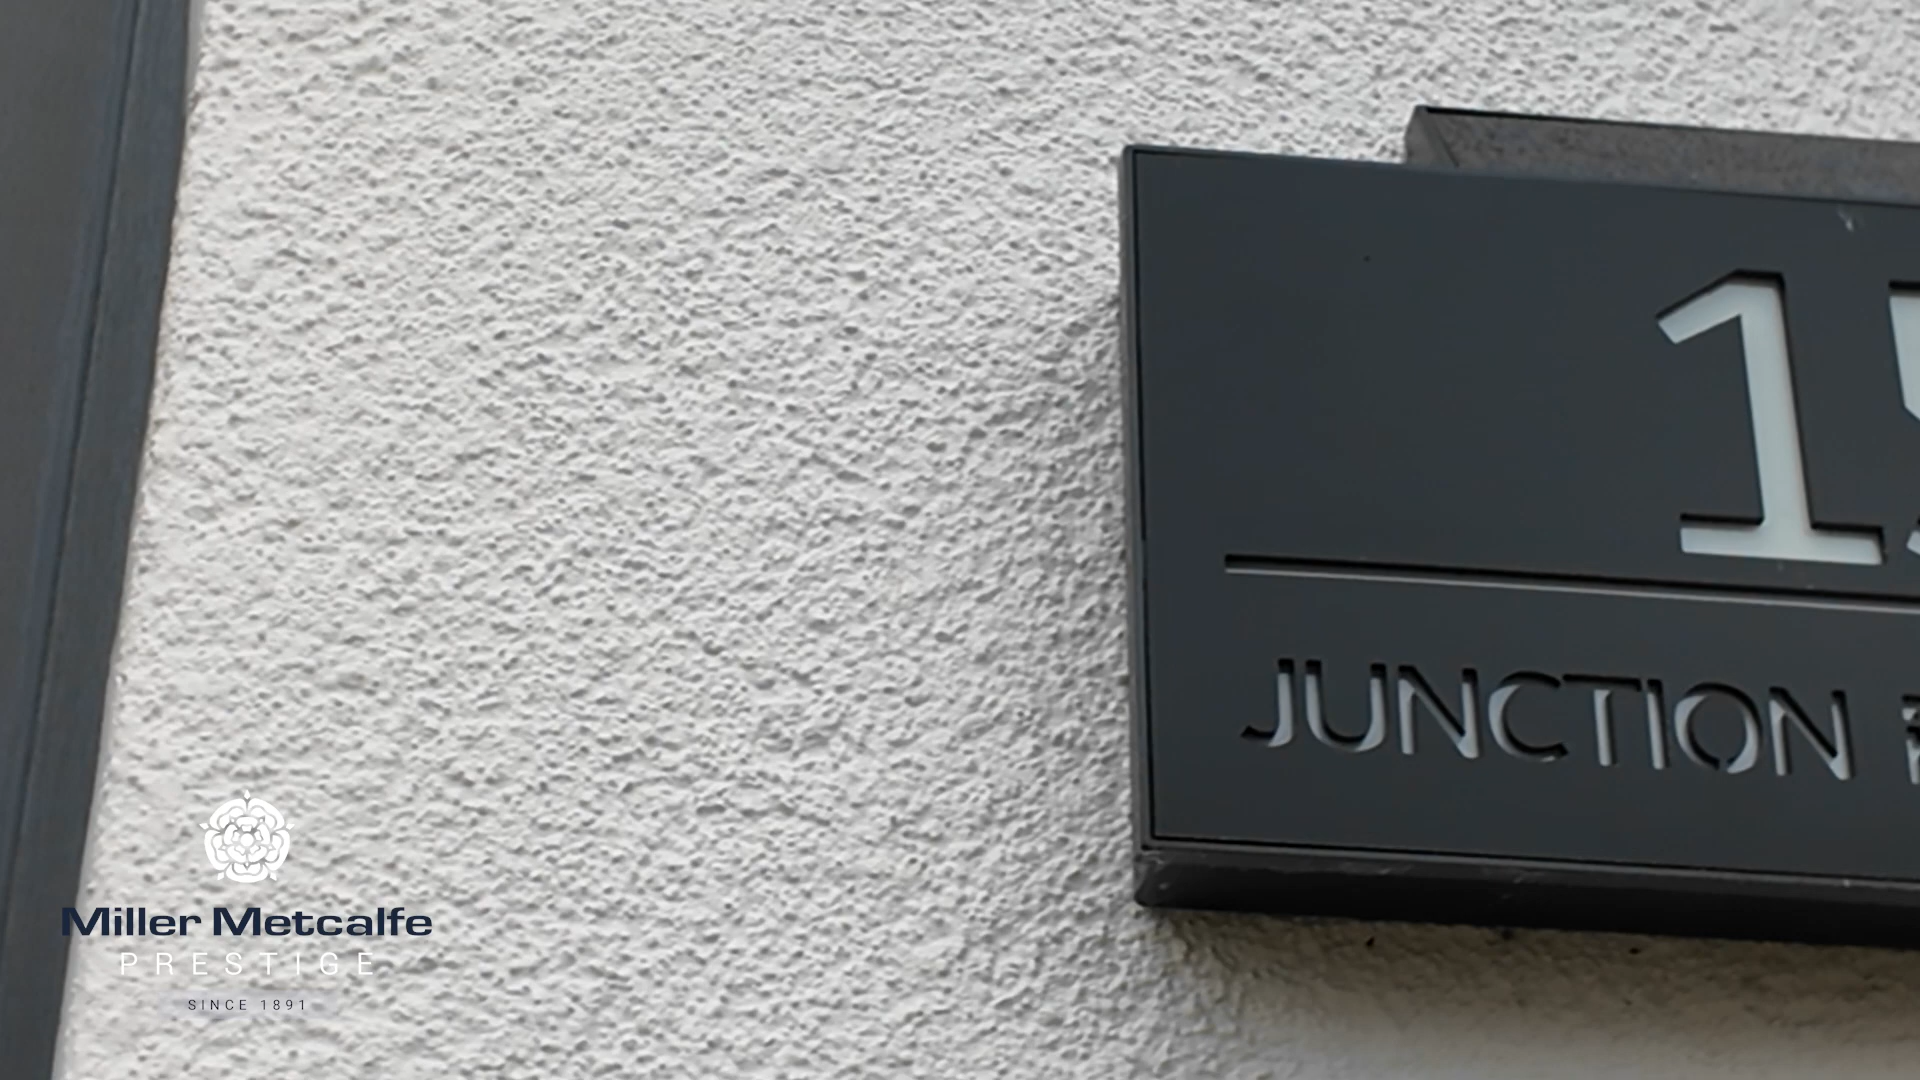 1
JUNCTION
Miller Metcalfe
PRESTIGE
SINCE 1891